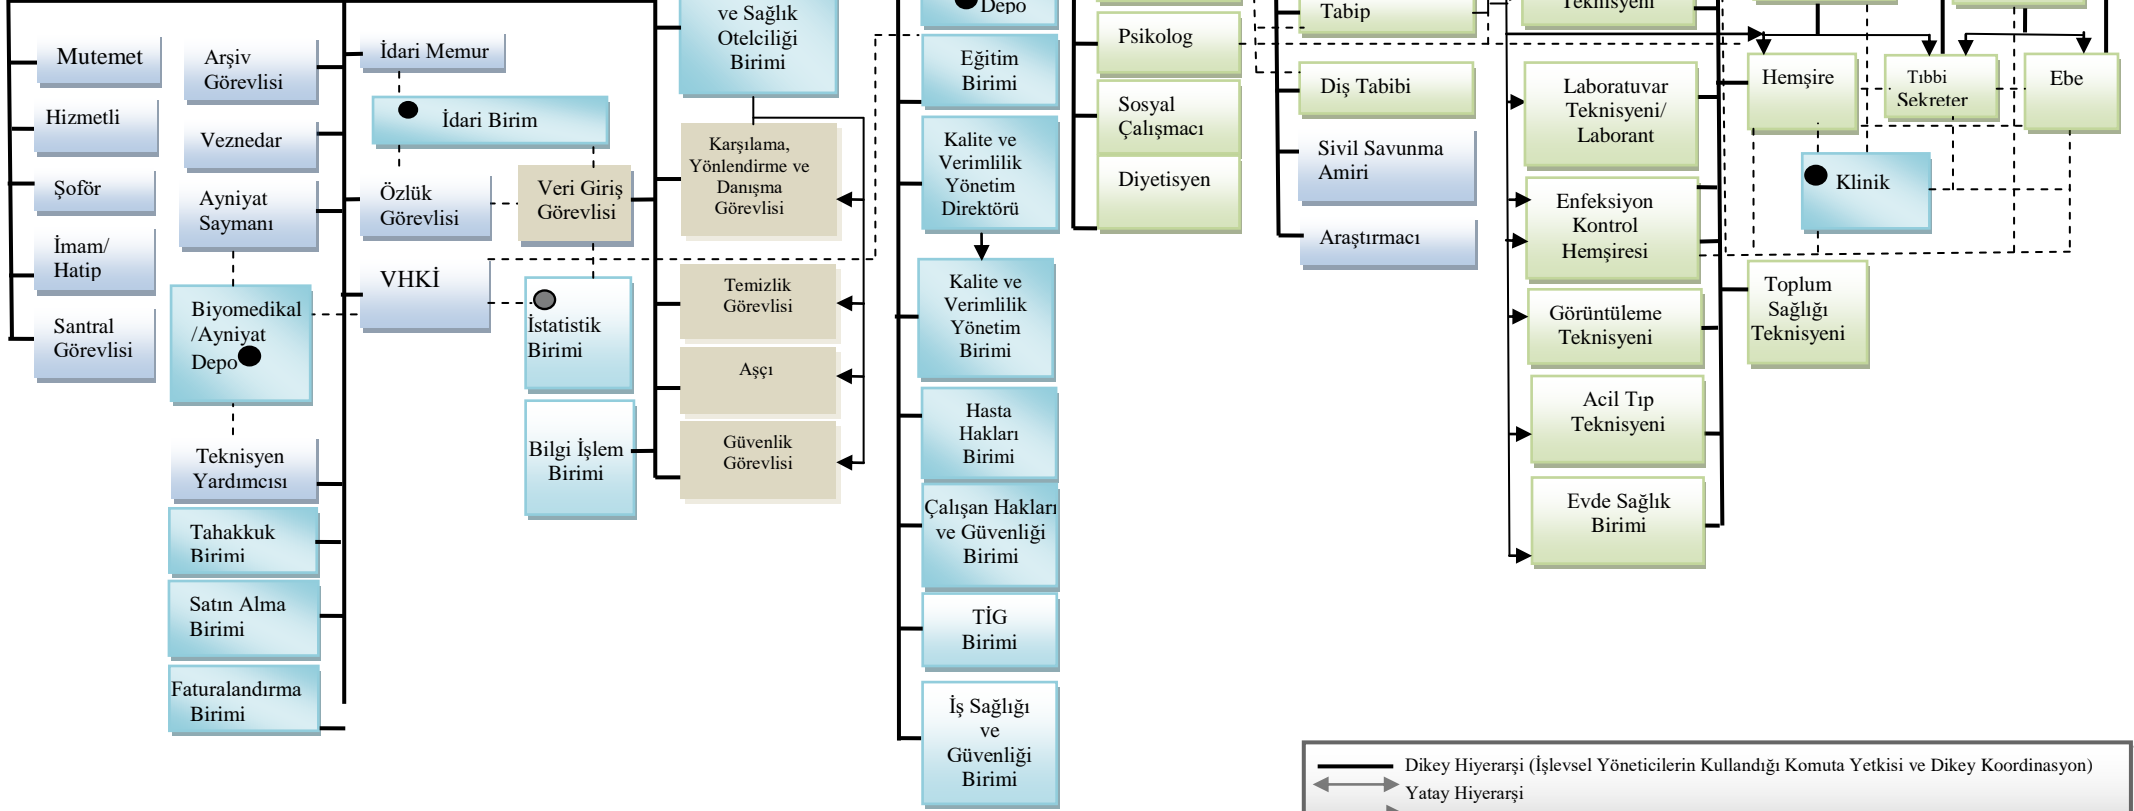 Mutemet
Hizmetli
Şoför
İmam/
Hatip
Santral
Görevlisi
Arşiv
Görevlisi
Veznedar
Ayniyat
Saymanı
Biyomedikal
/Ayniyat
Depo
Teknisyen
Yardımcısı
Tahakkuk
Birimi
Satın Alma
Birimi
Faturalandırma
Birimi
İdari Memur
İdari Birim
Özlük
Görevlisi
VHKİ
Veri Giriş
Görevlisi
İstatistik
Birimi
Bilgi İşlem
Birimi
ve Sağlık
Otelciliği
Birimi
Karşılama,
Yönlendirme ve
Danışma
Görevlisi
Temizlik
Görevlisi
Aşçı
Güvenlik
Görevlisi
Depo
Eğitim
Birimi
Kalite ve
Verimlilik
Yönetim
Direktörü
Kalite ve
Verimlilik
Yönetim
Birimi
Hasta
Hakları
Birimi
Çalışan Hakları
ve Güvenliği
Birimi
TİG
Birimi
İş Sağlığı
ve
Güvenliği
Birimi
Psikolog
Sosyal
Çalışmacı
Diyetisyen
Tabip
Diş Tabibi
Sivil Savunma
Amiri
Araştırmacı
Teknisyeni
Laboratuvar
Teknisyeni/
Laborant
Enfeksiyon
Kontrol
Hemşiresi
Görüntüleme
Teknisyeni
Acil Tıp
Teknisyeni
Evde Sağlık
Birimi
Hemşire
Tıbbi
Sekreter
Ebe
Klinik
Toplum
Sağlığı
Teknisyeni
Dikey Hiyerarşi (İşlevsel Yöneticilerin Kullandığı Komuta Yetkisi ve Dikey Koordinasyon)
Yatay Hiyerarşi